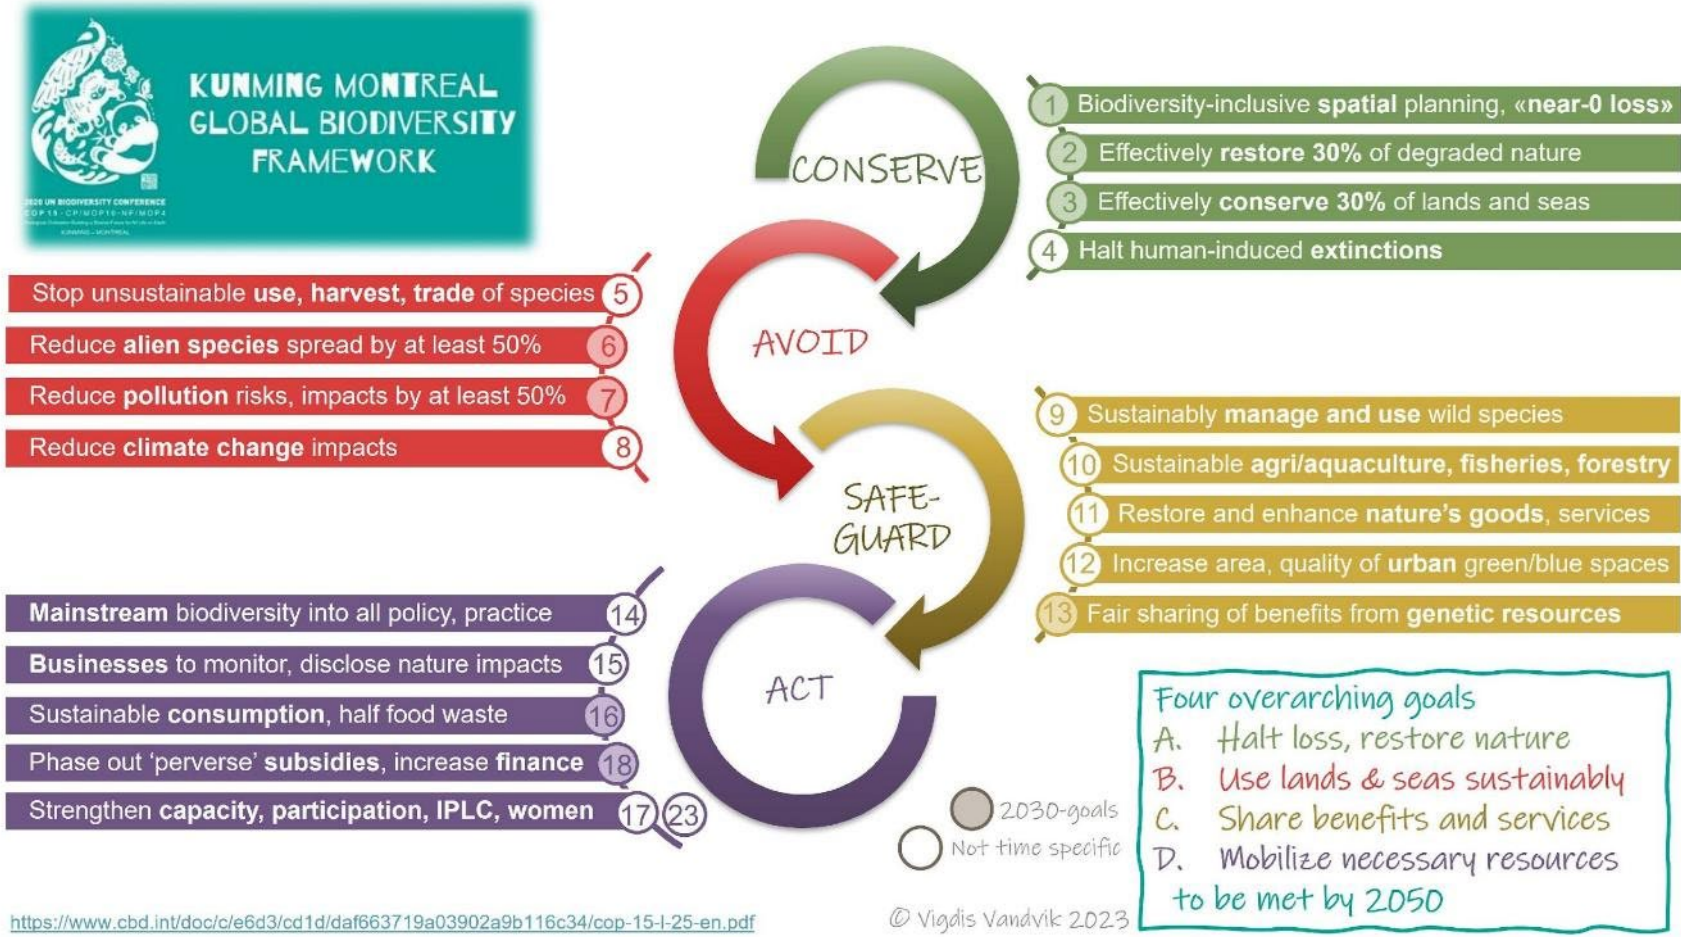 KUNMING MONTREAL
GLOBAL BIODIVERSITY
FRAMEWORK
2020 UN BIODIVERSITY CONFERENCE
COP 15 - CP/MOP10-NP/MOP4
KUNMING – MONTREAL
CONSERVE
1 Biodiversity-inclusive spatial planning, «near-0 loss»
2 Effectively restore 30% of degraded nature
3 Effectively conserve 30% of lands and seas
4 Halt human-induced extinctions
AVOID
Stop unsustainable use, harvest, trade of species 5
Reduce alien species spread by at least 50% 6
Reduce pollution risks, impacts by at least 50% 7
Reduce climate change impacts 8
SAFE-
GUARD
9 Sustainably manage and use wild species
10 Sustainable agri/aquaculture, fisheries, forestry
11 Restore and enhance nature's goods, services
12 Increase area, quality of urban green/blue spaces
13 Fair sharing of benefits from genetic resources
ACT
Mainstream biodiversity into all policy, practice 14
Businesses to monitor, disclose nature impacts 15
Sustainable consumption, half food waste 16
Phase out 'perverse' subsidies, increase finance 18
Strengthen capacity, participation, IPLC, women 17 23
2030-goals
Not time specific
Four overarching goals
A. Halt loss, restore nature
B. Use lands & seas sustainably
C. Share benefits and services
D. Mobilize necessary resources
to be met by 2050
https://www.cbd.int/doc/c/e6d3/cd1d/daf663719a03902a9b116c34/cop-15-l-25-en.pdf
© Vigdis Vandvik 2023